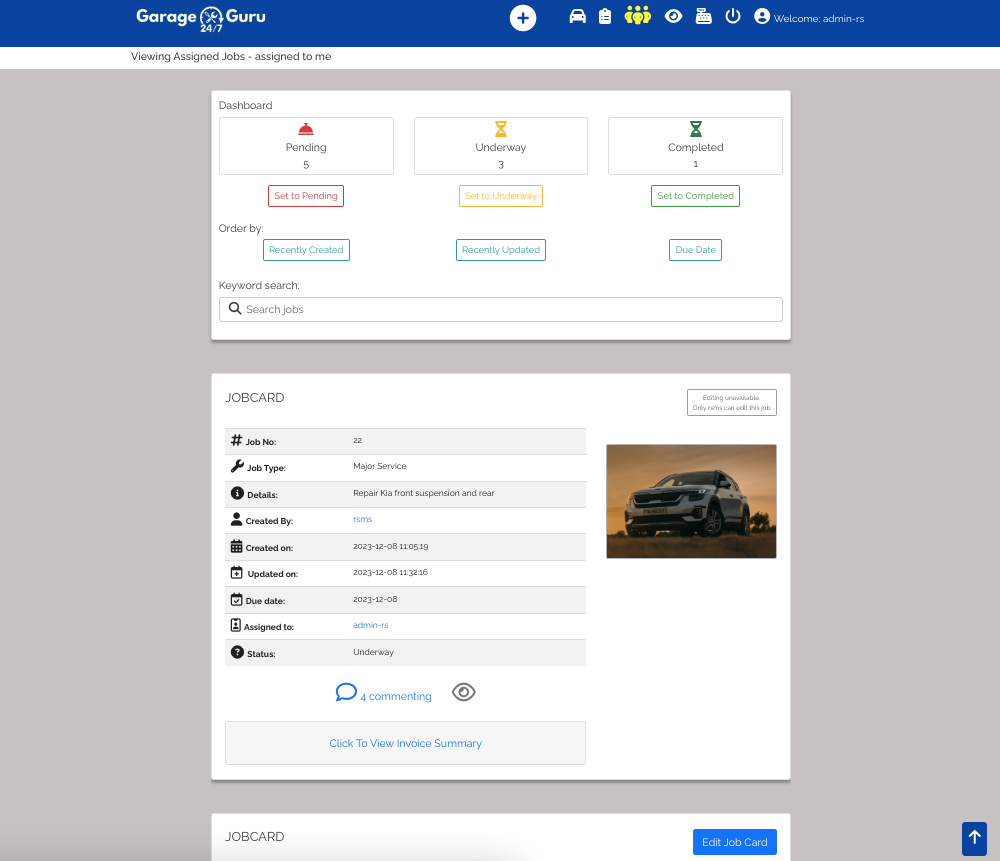 Garage Guru
24/7
Welcome: admin-rs
Viewing Assigned Jobs - assigned to me
Dashboard
Pending
5
Underway
3
Completed
1
Set to Pending
Set to Underway
Set to Completed
Order by:
Recently Created
Recently Updated
Due Date
Keyword search:
Search jobs
JOBCARD
Editing unavailable.
Only rsms can edit this job
Job No: 22
Job Type: Major Service
Details: Repair Kia front suspension and rear
Created By: rsms
Created on: 2023-12-08 11:05:19
Updated on: 2023-12-08 11:32:16
Due date: 2023-12-08
Assigned to: admin-rs
Status: Underway
4 commenting
Click To View Invoice Summary
JOBCARD
Edit Job Card